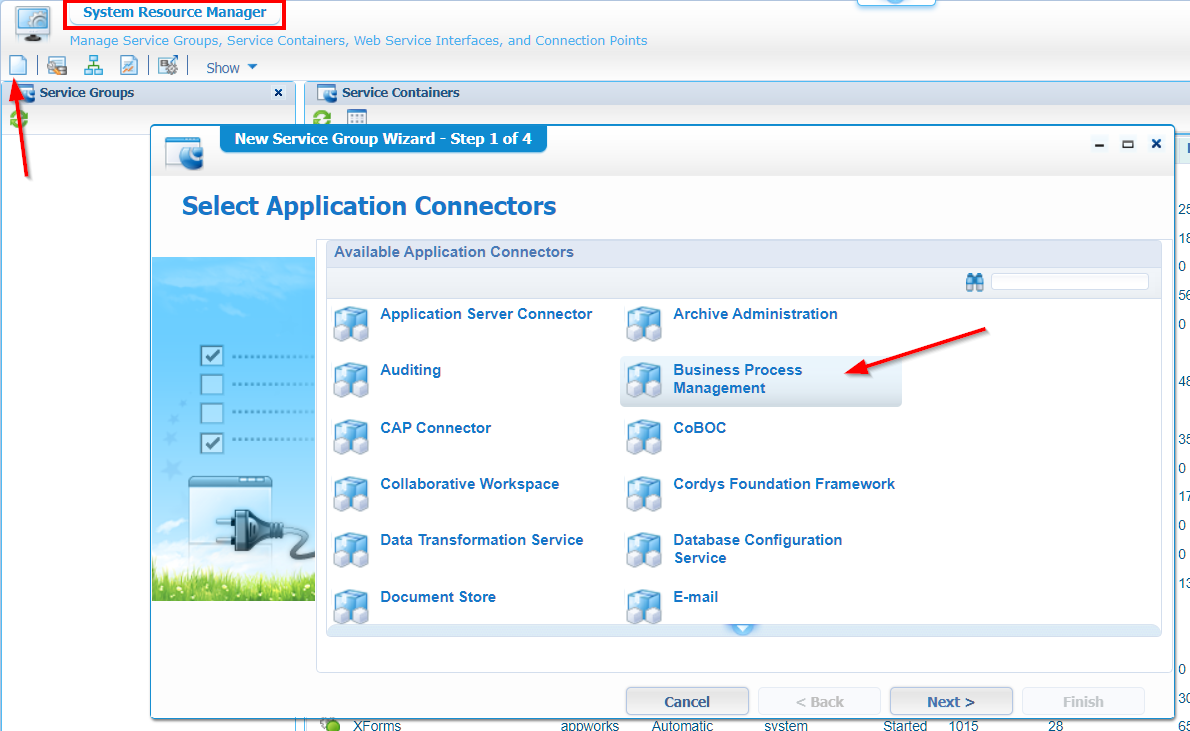 System Resource Manager
Manage Service Groups, Service Containers, Web Service Interfaces, and Connection Points
Show
Service Groups
Service Containers
New Service Group Wizard - Step 1 of 4
Select Application Connectors
Available Application Connectors
Application Server Connector
Archive Administration
Auditing
Business Process
Management
CAP Connector
CoBOC
Collaborative Workspace
Cordys Foundation Framework
Data Transformation Service
Database Configuration
Service
Document Store
E-mail
Cancel
< Back
Next >
Finish
XForms appworks Automatic system Started 1015 28